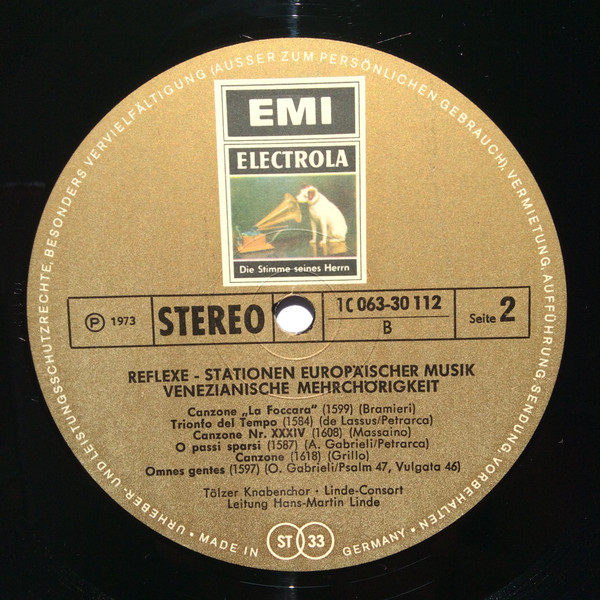 URHEBER- UND LEISTUNGSSCHUTZRECHTE, BESONDERS VERVIELFÄLTIGUNG (AUSSER ZUM PERSÖNLICHEN GEBRAUCH), VERMIETUNG, AUFFÜHRUNG, SENDUNG, VORBEHALTEN
EMI
ELECTROLA
Die Stimme seines Herrn
Ⓟ 1973
STEREO
1C 063-30 112
B
Seite 2
REFLEXE - STATIONEN EUROPÄISCHER MUSIK
VENEZIANISCHE MEHRCHÖRIGKEIT
Canzone „La Foccara" (1599) (Bramieri)
Trionfo del Tempo (1584) (de Lassus/Petrarca)
Canzone Nr. XXXIV (1608) (Massaino)
O passi sparsi (1587) (A. Gabrieli/Petrarca)
Canzone (1618) (Grillo)
Omnes gentes (1597) (O. Gabrieli/Psalm 47, Vulgata 46)
Tölzer Knabenchor · Linde-Consort
Leitung Hans-Martin Linde
• MADE IN ST 33 GERMANY •